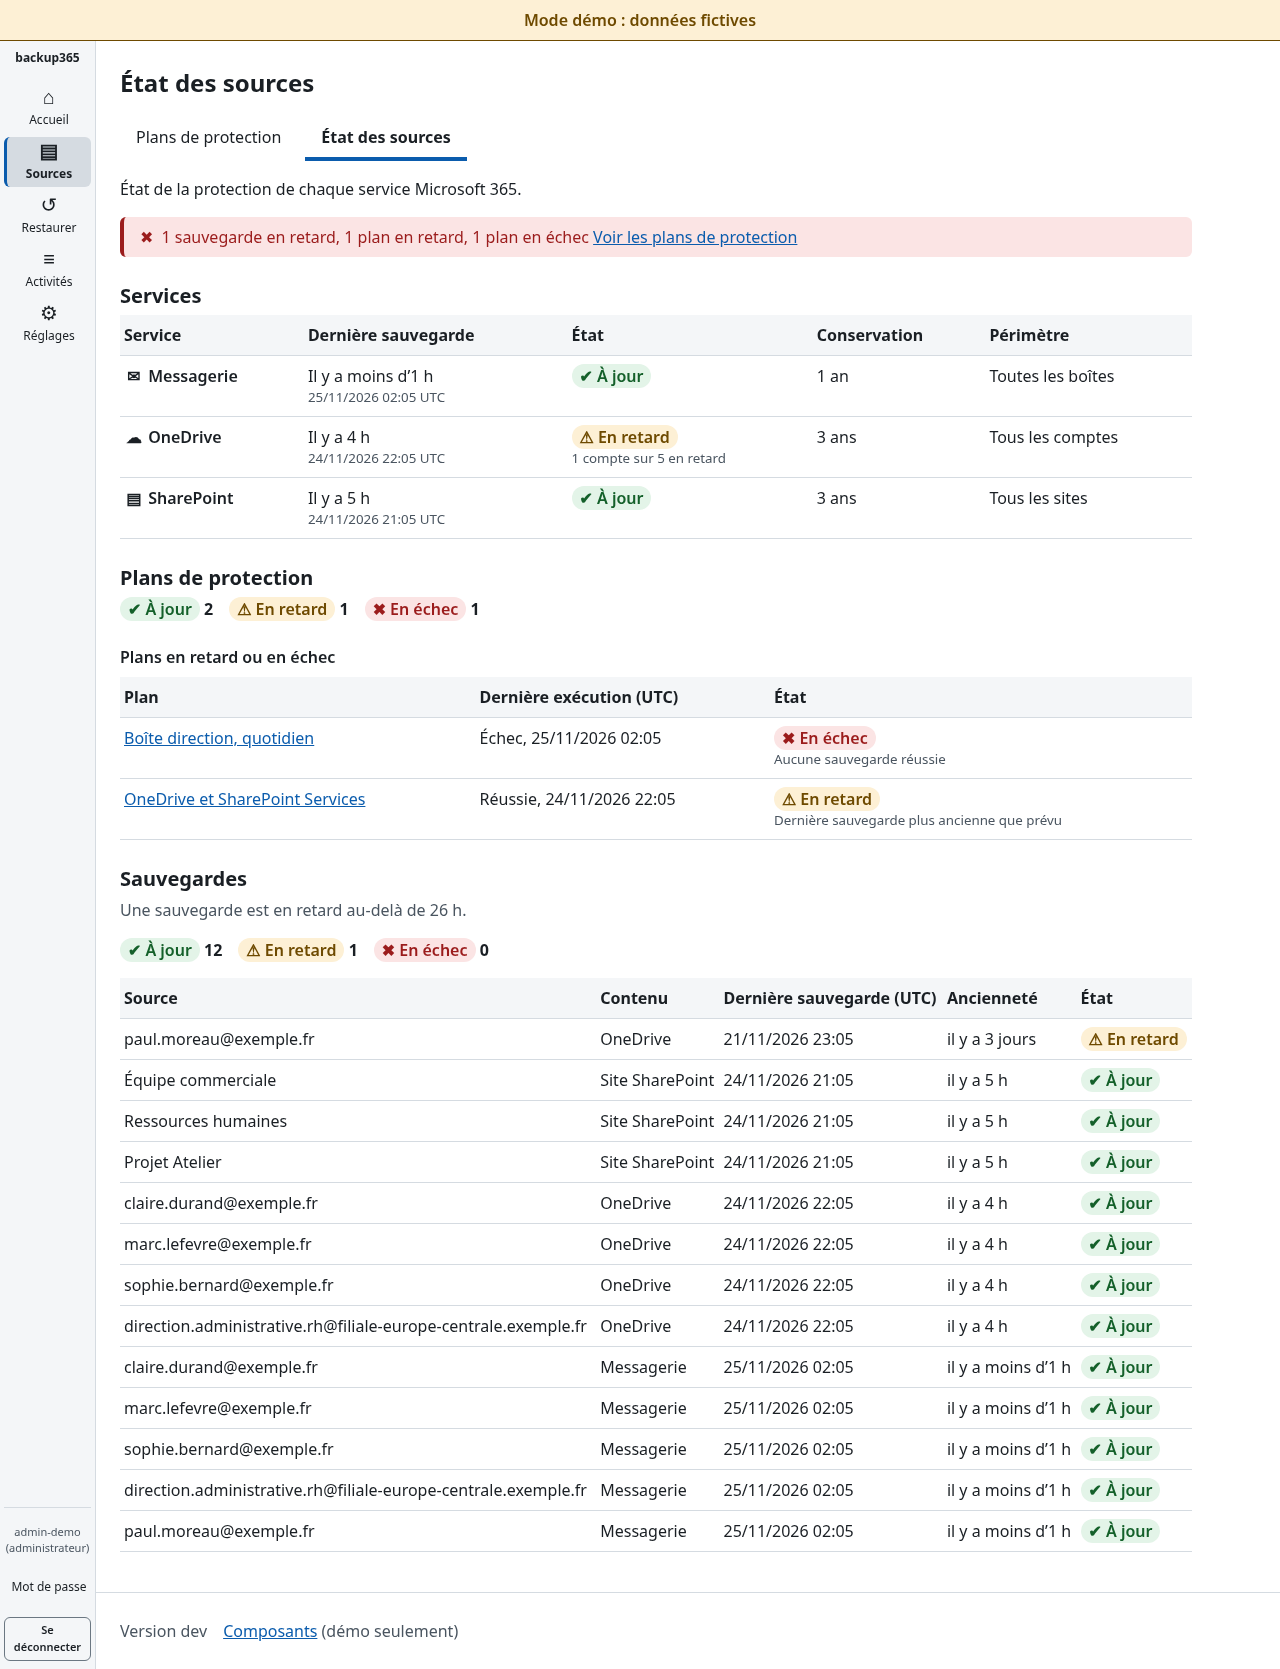 Mode démo : données fictives
backup365
Accueil
Sources
Restaurer
Activités
Réglages
admin-demo
(administrateur)
Mot de passe
Se
déconnecter
État des sources
Plans de protection État des sources
État de la protection de chaque service Microsoft 365.
✖ 1 sauvegarde en retard, 1 plan en retard, 1 plan en échec Voir les plans de protection
Services
Service Dernière sauvegarde État Conservation Périmètre
✉ Messagerie Il y a moins d’1 h ✔ À jour 1 an Toutes les boîtes
25/11/2026 02:05 UTC
☁ OneDrive Il y a 4 h ⚠ En retard 3 ans Tous les comptes
24/11/2026 22:05 UTC 1 compte sur 5 en retard
▤ SharePoint Il y a 5 h ✔ À jour 3 ans Tous les sites
24/11/2026 21:05 UTC
Plans de protection
✔ À jour 2 ⚠ En retard 1 ✖ En échec 1
Plans en retard ou en échec
Plan Dernière exécution (UTC) État
Boîte direction, quotidien Échec, 25/11/2026 02:05 ✖ En échec
Aucune sauvegarde réussie
OneDrive et SharePoint Services Réussie, 24/11/2026 22:05 ⚠ En retard
Dernière sauvegarde plus ancienne que prévu
Sauvegardes
Une sauvegarde est en retard au-delà de 26 h.
✔ À jour 12 ⚠ En retard 1 ✖ En échec 0
Source Contenu Dernière sauvegarde (UTC) Ancienneté État
paul.moreau@exemple.fr OneDrive 21/11/2026 23:05 il y a 3 jours ⚠ En retard
Équipe commerciale Site SharePoint 24/11/2026 21:05 il y a 5 h ✔ À jour
Ressources humaines Site SharePoint 24/11/2026 21:05 il y a 5 h ✔ À jour
Projet Atelier Site SharePoint 24/11/2026 21:05 il y a 5 h ✔ À jour
claire.durand@exemple.fr OneDrive 24/11/2026 22:05 il y a 4 h ✔ À jour
marc.lefevre@exemple.fr OneDrive 24/11/2026 22:05 il y a 4 h ✔ À jour
sophie.bernard@exemple.fr OneDrive 24/11/2026 22:05 il y a 4 h ✔ À jour
direction.administrative.rh@filiale-europe-centrale.exemple.fr OneDrive 24/11/2026 22:05 il y a 4 h ✔ À jour
claire.durand@exemple.fr Messagerie 25/11/2026 02:05 il y a moins d’1 h ✔ À jour
marc.lefevre@exemple.fr Messagerie 25/11/2026 02:05 il y a moins d’1 h ✔ À jour
sophie.bernard@exemple.fr Messagerie 25/11/2026 02:05 il y a moins d’1 h ✔ À jour
direction.administrative.rh@filiale-europe-centrale.exemple.fr Messagerie 25/11/2026 02:05 il y a moins d’1 h ✔ À jour
paul.moreau@exemple.fr Messagerie 25/11/2026 02:05 il y a moins d’1 h ✔ À jour
Version dev Composants (démo seulement)